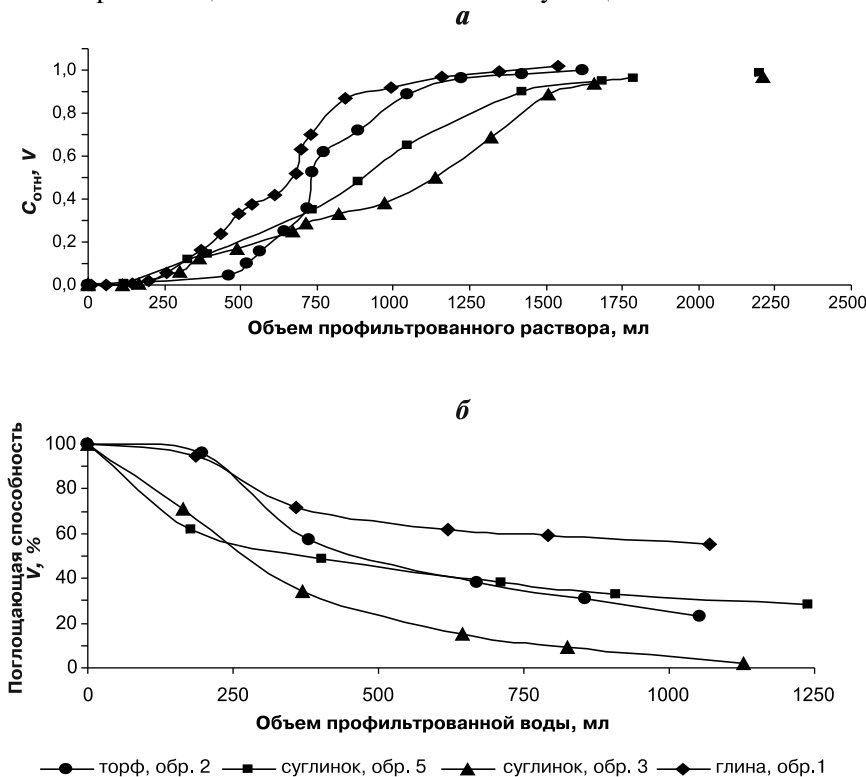 а
1,0
0,8
0,6
0,4
0,2
0,0
Cотн, V
0 250 500 750 1000 1250 1500 1750 2000 2250 2500
Объем профильтрованного раствора, мл
б
100
80
60
40
20
0
Поглощающая способность
V, %
0 250 500 750 1000 1250
Объем профильтрованной воды, мл
торф, обр. 2 суглинок, обр. 5 суглинок, обр. 3 глина, обр.1